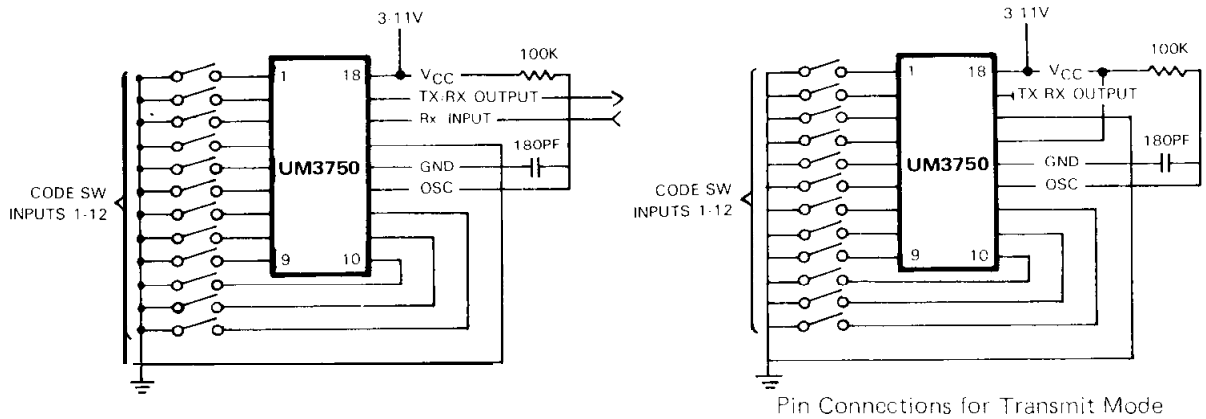 3-11V
100K
1
18
VCC
TX/RX OUTPUT
Rx INPUT
180PF
UM3750
GND
OSC
CODE SW
INPUTS 1-12
9
10
3-11V
100K
1
18
VCC
TX RX OUTPUT
180PF
UM3750
GND
OSC
CODE SW
INPUTS 1-12
9
10
Pin Connections for Transmit Mode